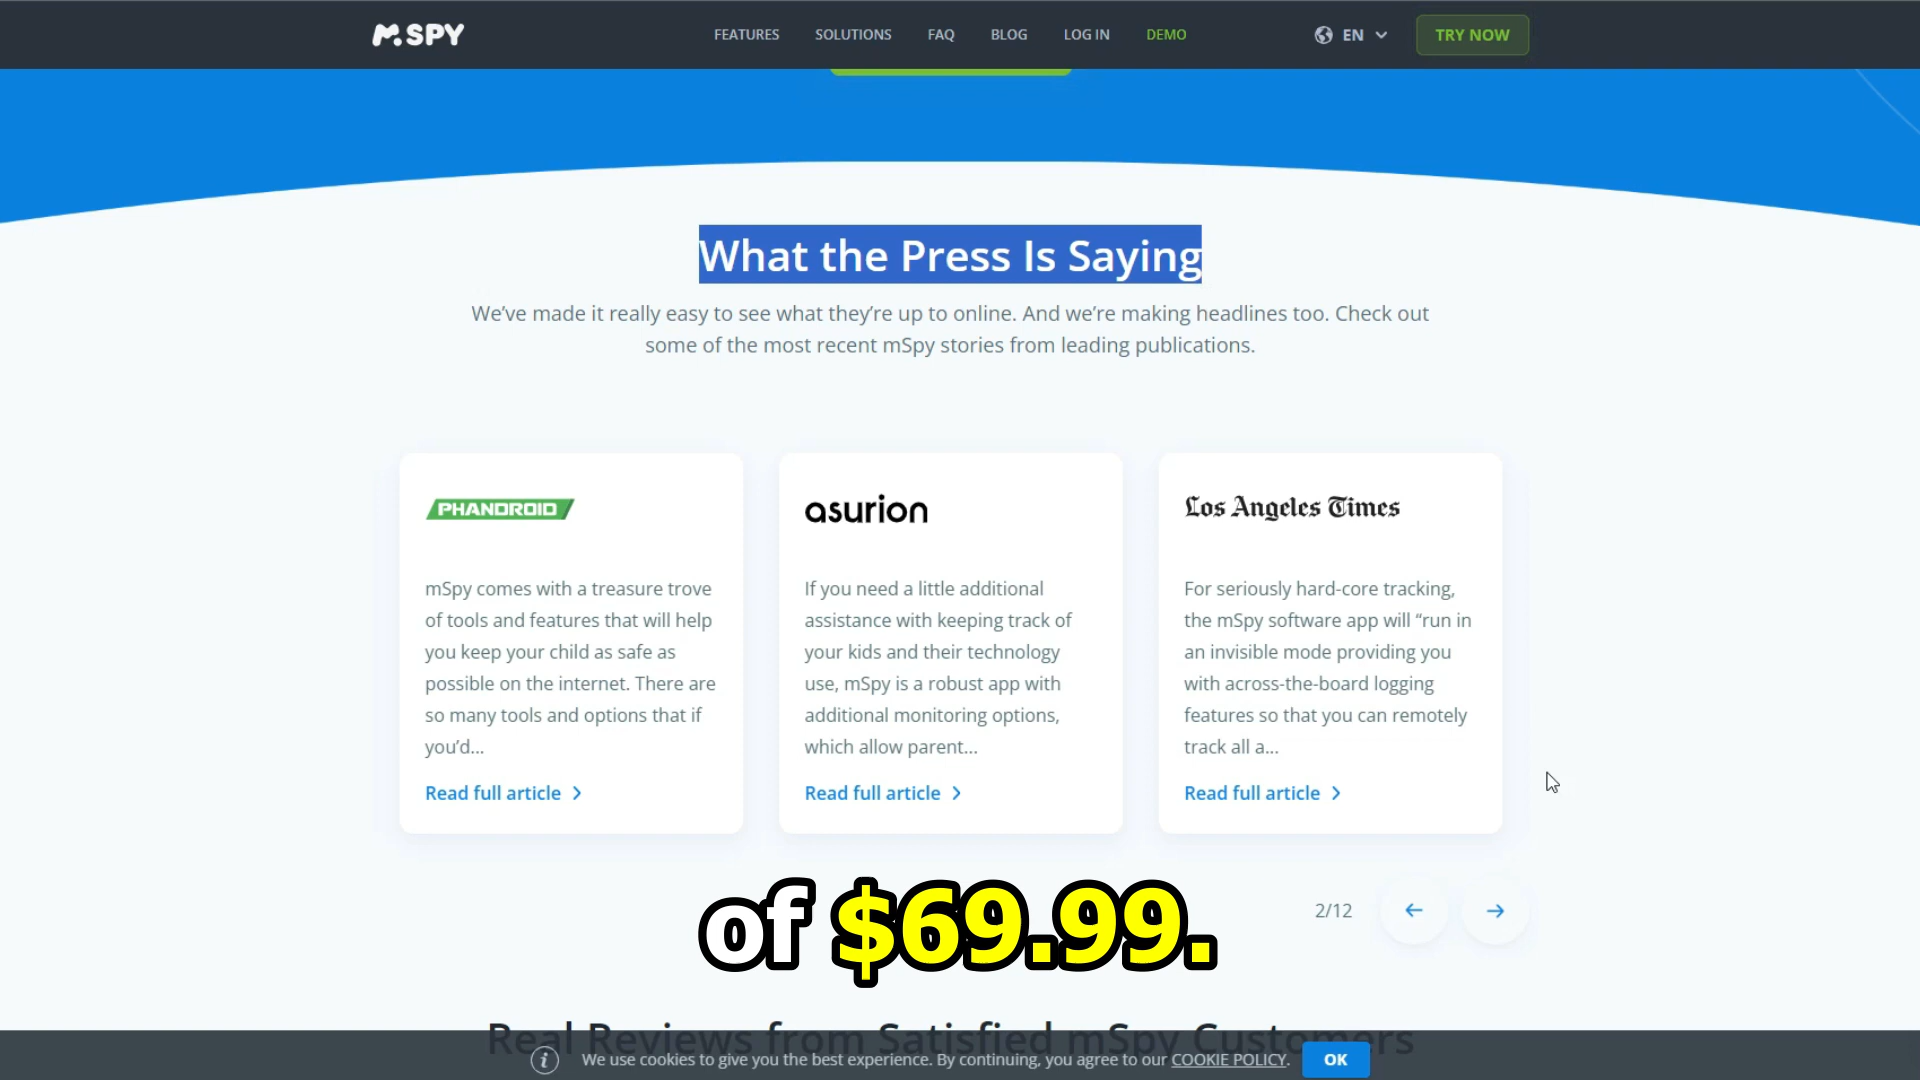 mSPY FEATURES SOLUTIONS FAQ BLOG LOG IN DEMO EN TRY NOW
What the Press Is Saying
We've made it really easy to see what they're up to online. And we're making headlines too. Check out
some of the most recent mSpy stories from leading publications.
PHANDROID
mSpy comes with a treasure trove
of tools and features that will help
you keep your child as safe as
possible on the internet. There are
so many tools and options that if
you'd...
Read full article
asurion
If you need a little additional
assistance with keeping track of
your kids and their technology
use, mSpy is a robust app with
additional monitoring options,
which allow parent...
Read full article
Los Angeles Times
For seriously hard-core tracking,
the mSpy software app will “run in
an invisible mode providing you
with across-the-board logging
features so that you can remotely
track all a...
Read full article
2/12
of $69.99.
Real Reviews from Satisfied mSpy Customers
We use cookies to give you the best experience. By continuing, you agree to our COOKIE POLICY. OK